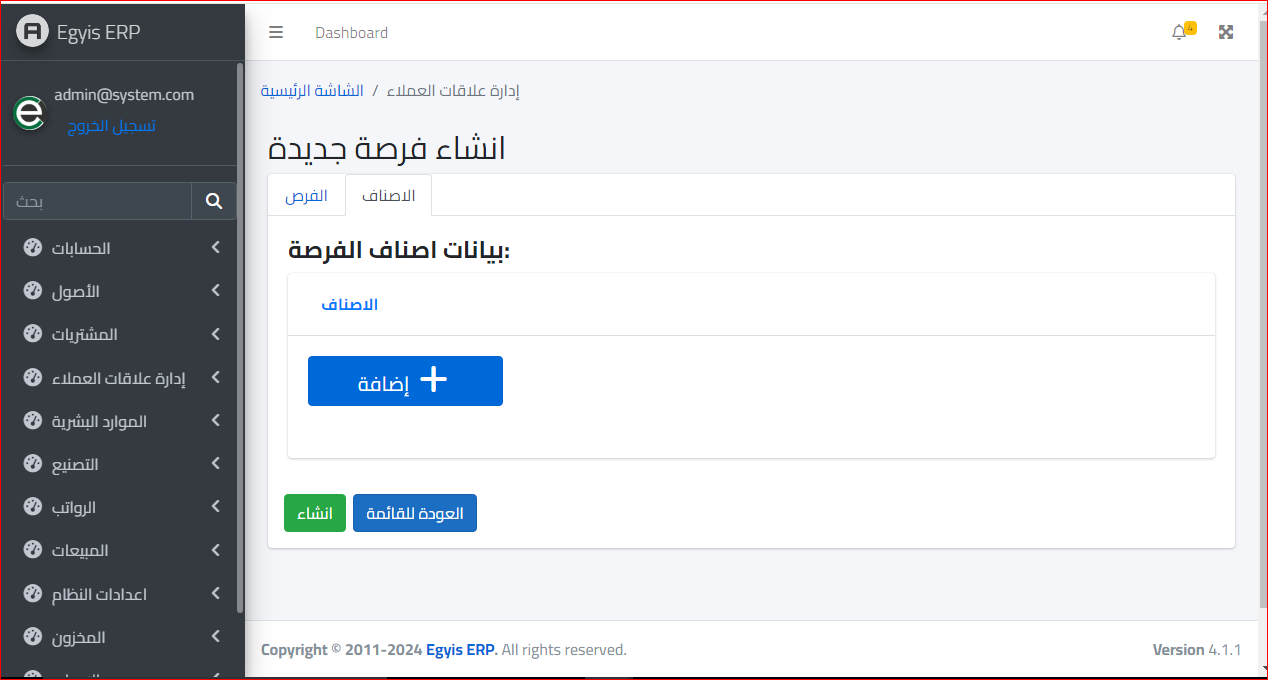 Egyis ERP
admin@system.com
تسجيل الخروج
بحث
الحسابات
الأصول
المشتريات
إدارة علاقات العملاء
الموارد البشرية
التصنيع
الرواتب
المبيعات
اعدادات النظام
المخزون
Dashboard
4
الشاشة الرئيسية / إدارة علاقات العملاء
انشاء فرصة جديدة
الفرص
الاصناف
بيانات اصناف الفرصة:
الاصناف
إضافة
انشاء
العودة للقائمة
Copyright © 2011-2024 Egyis ERP. All rights reserved.
Version 4.1.1